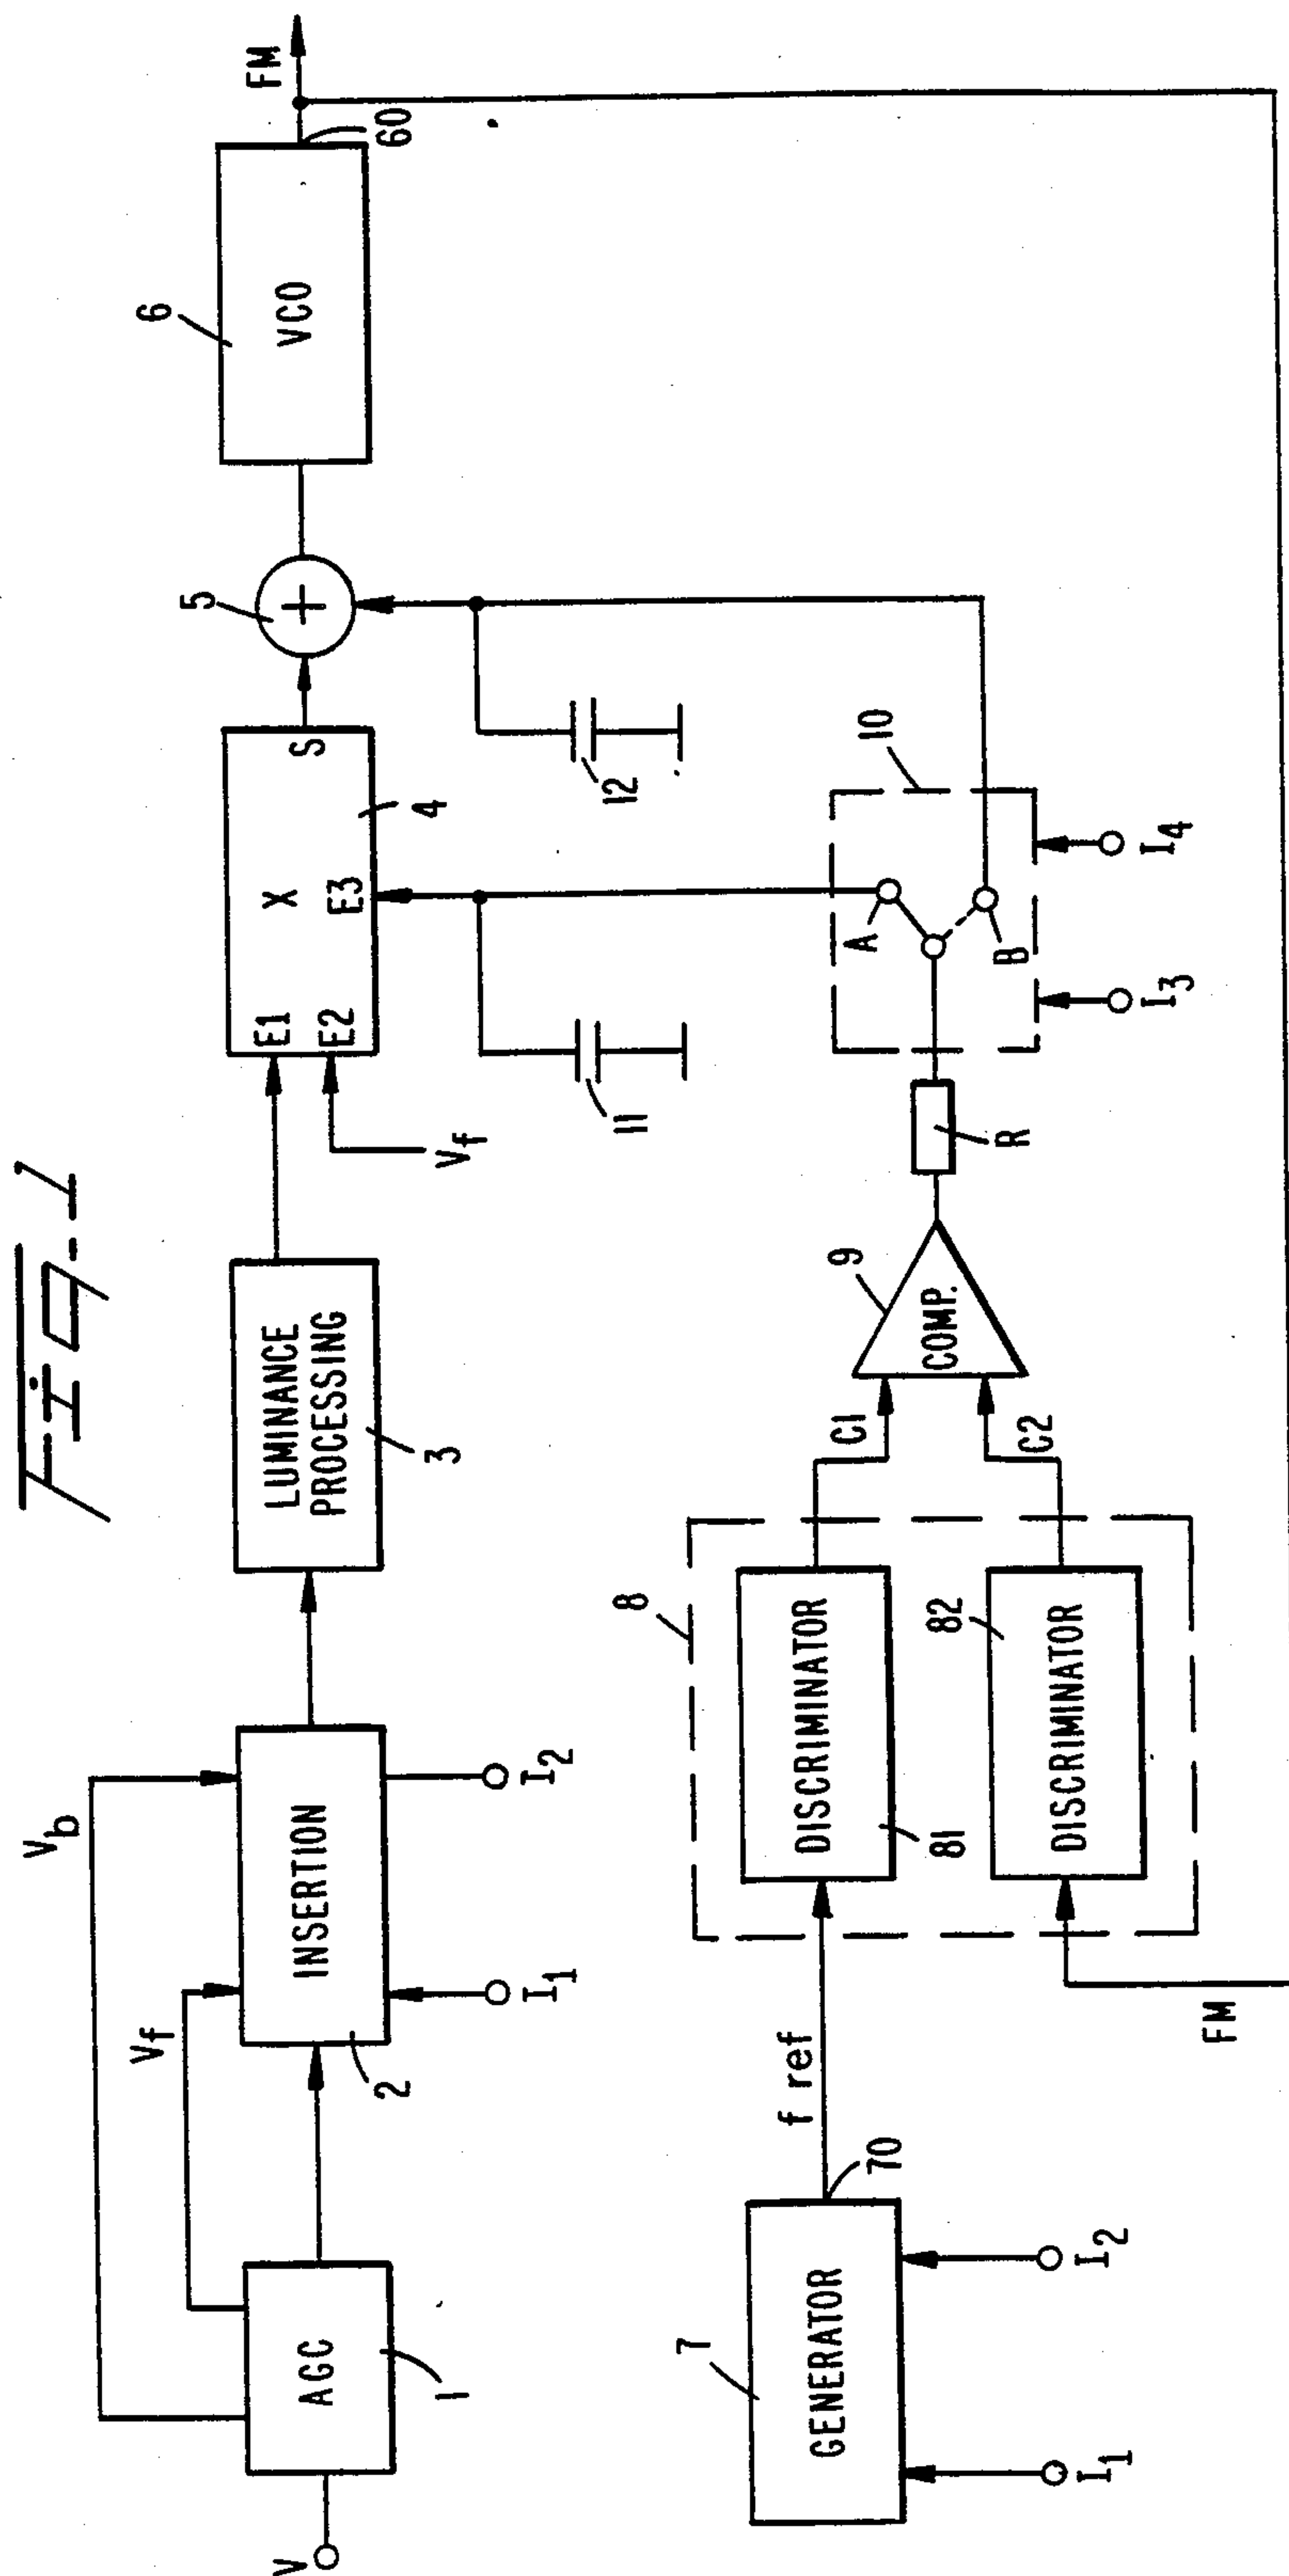 Fig. 1
V
AGC
1
Vf
Vb
INSERTION
2
I1
I2
LUMINANCE
PROCESSING
3
E1
E2
Vf
X
E3
S
4
11
12
5
+
VCO
6
60
FM
GENERATOR
7
I1
I2
70
f ref
FM
8
DISCRIMINATOR
81
DISCRIMINATOR
82
C1
C2
COMP.
9
R
A
B
10
I3
I4